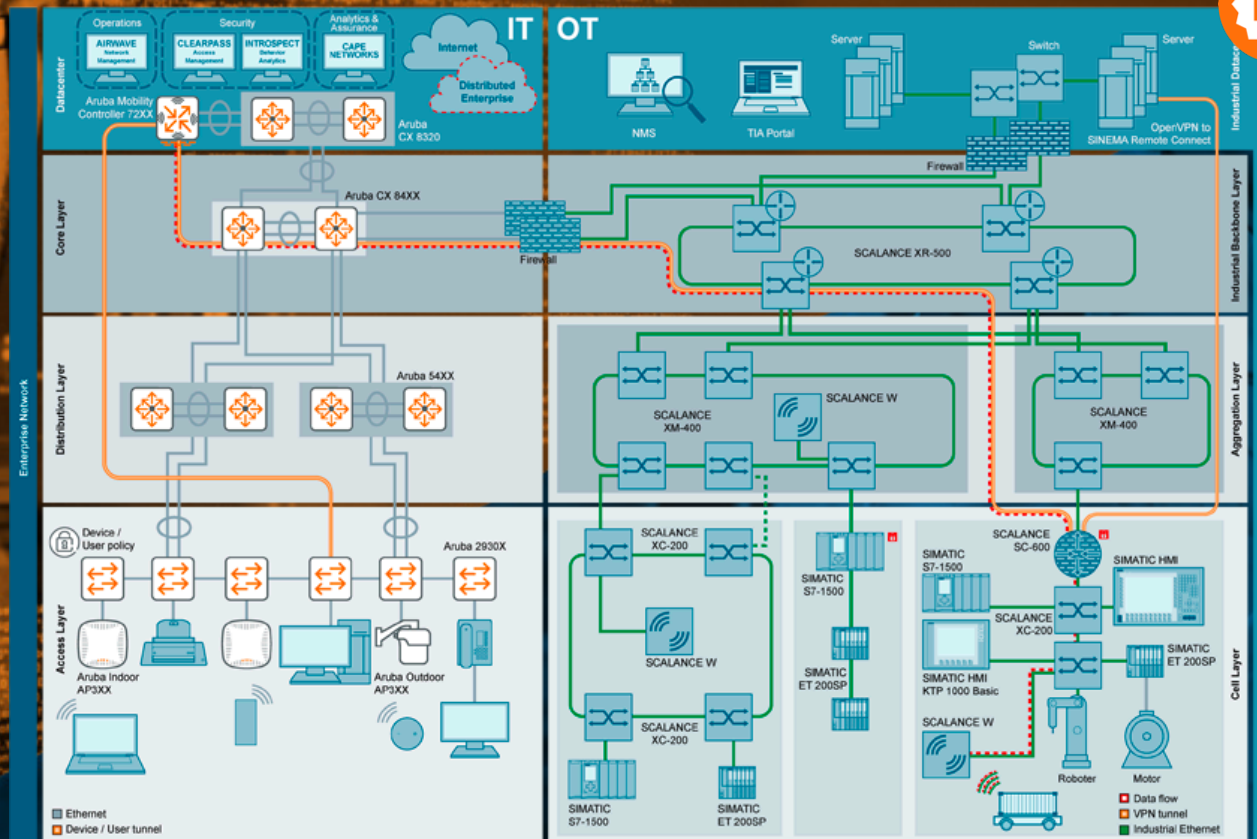 Enterprise Network
IT
OT
Datacenter
Operations
AIRWAVE
Network
Management
Security
CLEARPASS
Access
Management
INTROSPECT
Behavior
Analytics
Analytics &
Assurance
CAPE
NETWORKS
Internet
Distributed
Enterprise
Aruba Mobility
Controller 72XX
Aruba
CX 8320
NMS
TIA Portal
Server
Switch
Server
OpenVPN to
SINEMA Remote Connect
Firewall
Core Layer
Aruba CX 84XX
Firewall
SCALANCE XR-500
Industrial Backbone Layer
Distribution Layer
Aruba 54XX
SCALANCE
XM-400
SCALANCE W
SCALANCE
XM-400
Aggregation Layer
Access Layer
Device /
User policy
Aruba 2930X
Aruba Indoor
AP3XX
Aruba Outdoor
AP3XX
SCALANCE
XC-200
SCALANCE W
SCALANCE
XC-200
SIMATIC
S7-1500
SIMATIC
ET 200SP
SIMATIC
S7-1500
SIMATIC
ET 200SP
SCALANCE
SC-600
SIMATIC
S7-1500
SIMATIC HMI
SCALANCE
XC-200
SIMATIC HMI
KTP 1000 Basic
SIMATIC
ET 200SP
SCALANCE W
Roboter
Motor
Cell Layer
Ethernet
Device / User tunnel
Data flow
VPN tunnel
Industrial Ethernet